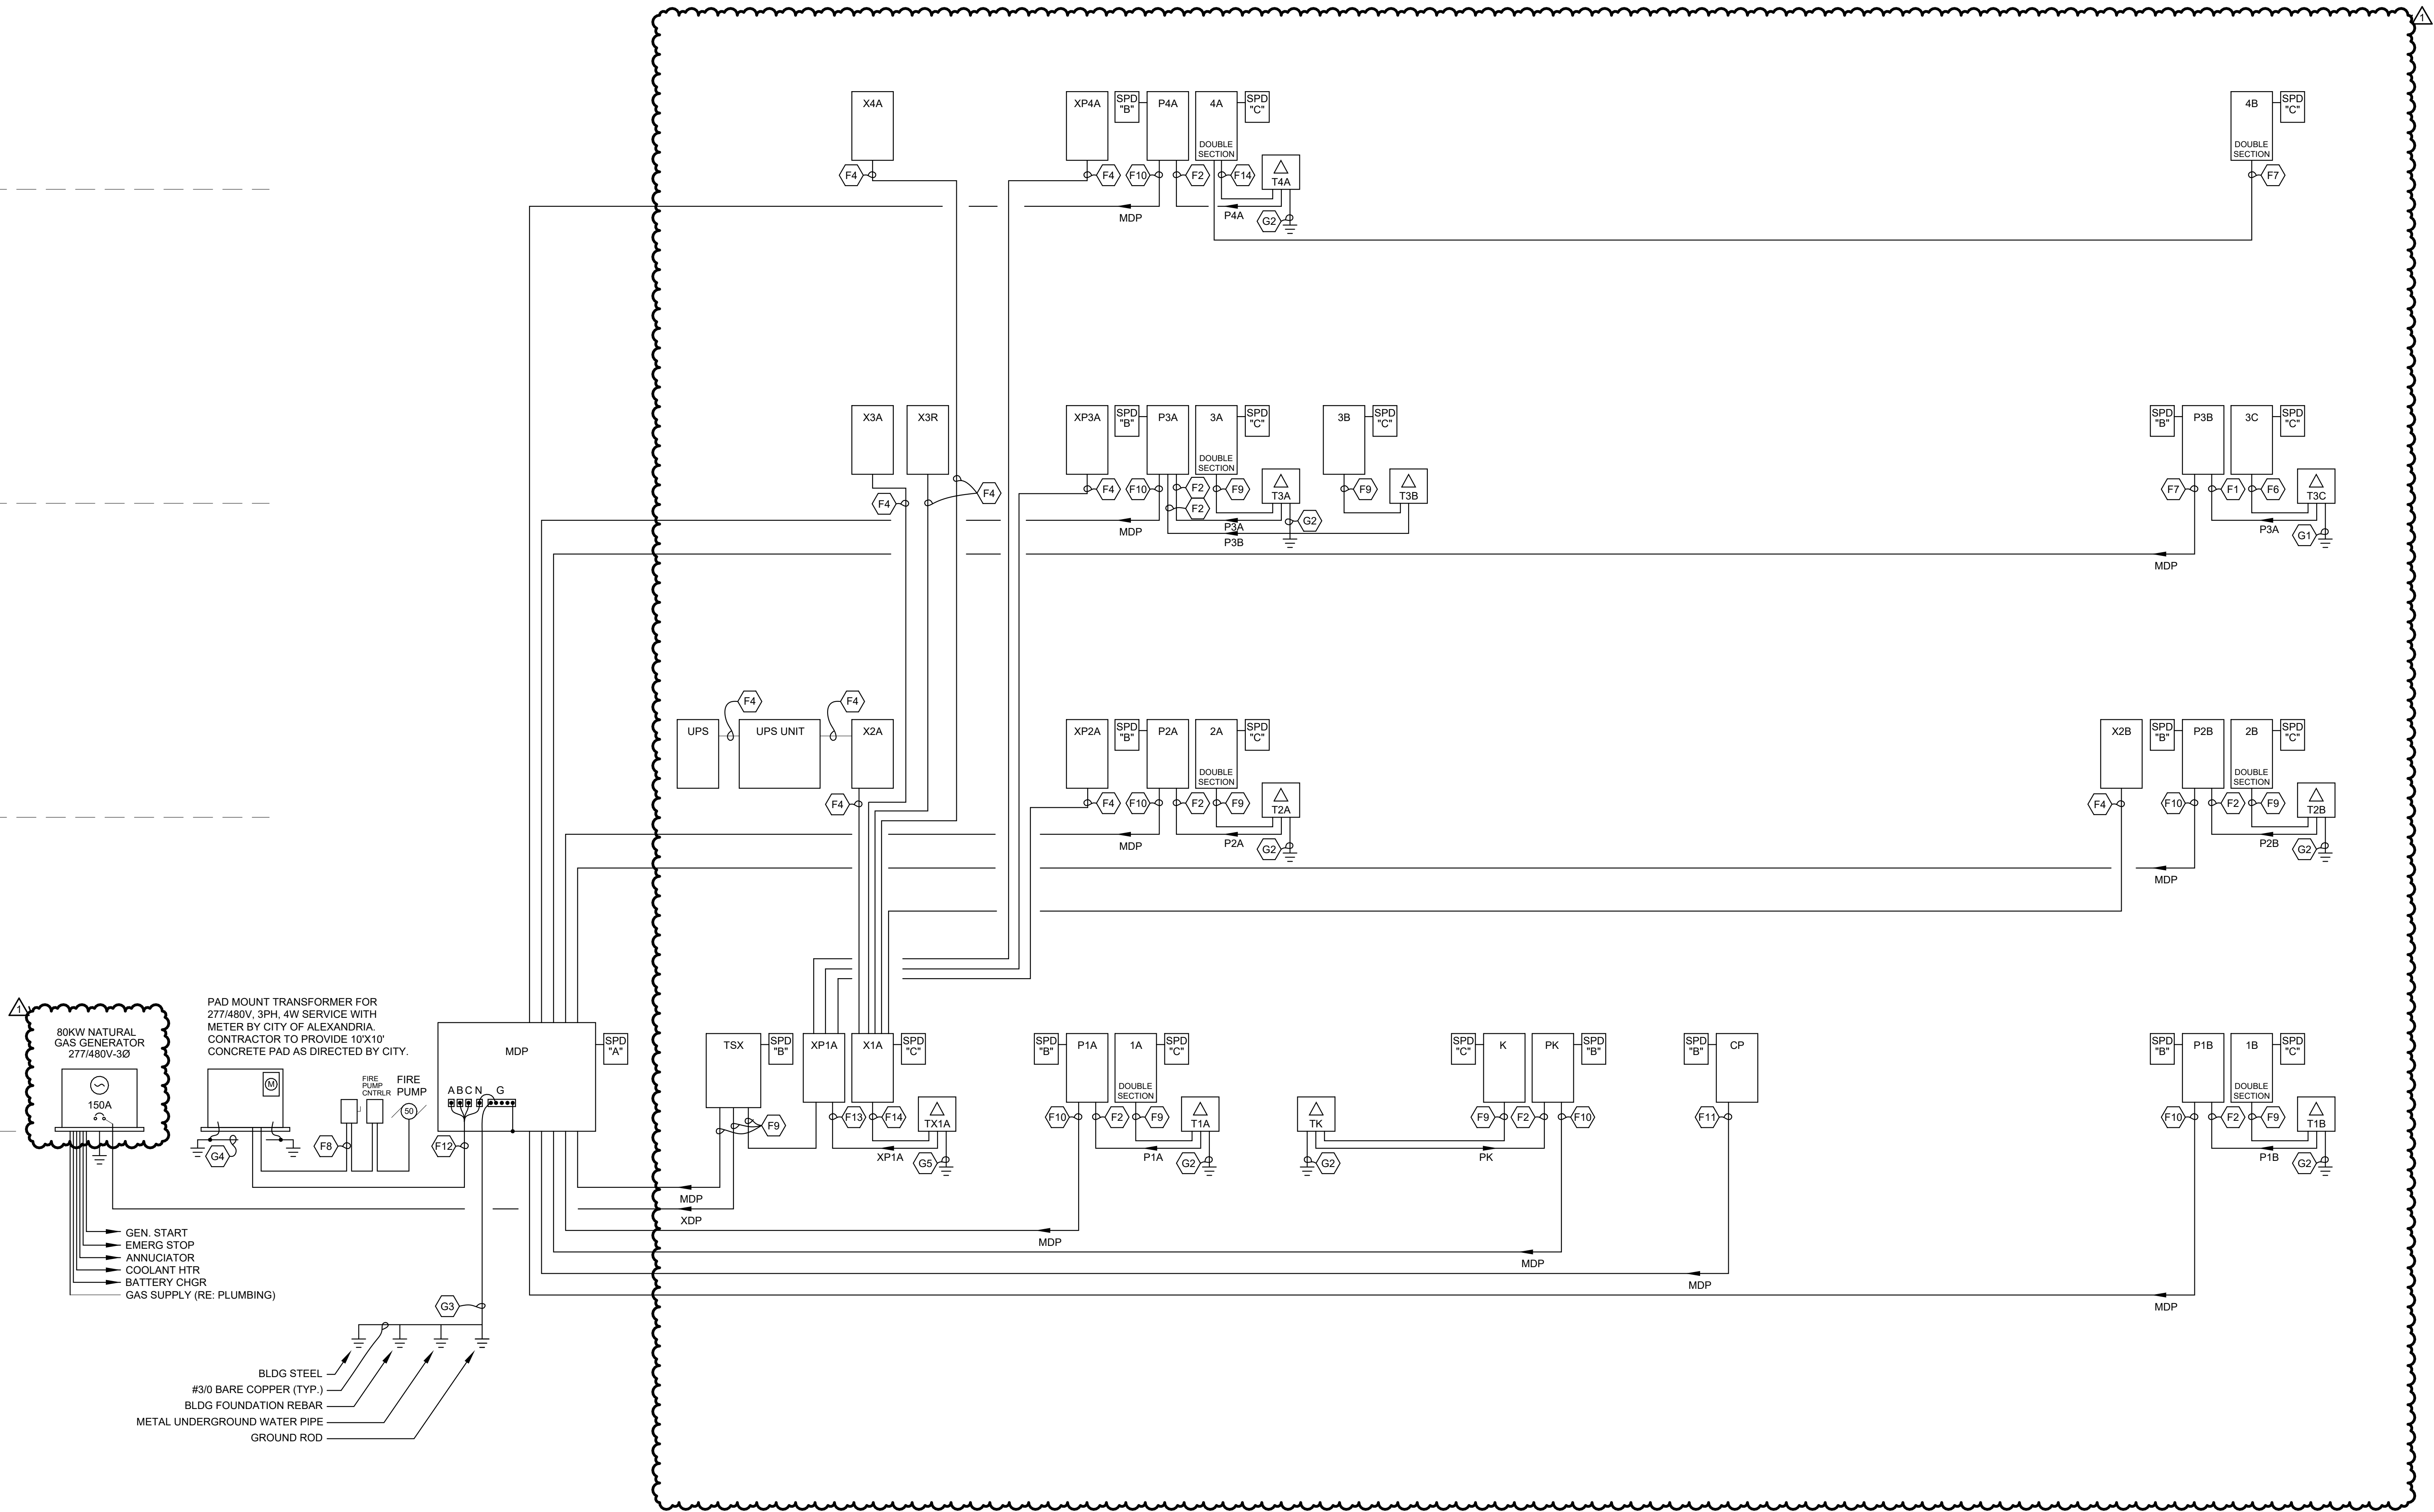 1
X4A
XP4A
SPD
"B"
P4A
4A
DOUBLE
SECTION
SPD
"C"
4B
DOUBLE
SECTION
SPD
"C"
F4
F4
F10
F2
F14
T4A
F7
MDP
P4A
G2
X3A
X3R
XP3A
SPD
"B"
P3A
3A
DOUBLE
SECTION
SPD
"C"
3B
SPD
"C"
SPD
"B"
P3B
3C
SPD
"C"
F4
F4
F4
F10
F2
F2
F9
T3A
F9
T3B
F7
F1
F6
T3C
MDP
P3A
P3B
G2
P3A
G1
MDP
F4
F4
UPS
UPS UNIT
X2A
XP2A
SPD
"B"
P2A
2A
DOUBLE
SECTION
SPD
"C"
X2B
SPD
"B"
P2B
2B
DOUBLE
SECTION
SPD
"C"
F4
F4
F10
F2
F9
T2A
F4
F10
F2
F9
T2B
MDP
P2A
G2
P2B
G2
MDP
1
80KW NATURAL
GAS GENERATOR
277/480V-3Ø
150A
PAD MOUNT TRANSFORMER FOR
277/480V, 3PH, 4W SERVICE WITH
METER BY CITY OF ALEXANDRIA.
CONTRACTOR TO PROVIDE 10'X10'
CONCRETE PAD AS DIRECTED BY CITY.
M
FIRE
PUMP
CNTRLR
FIRE
PUMP
50
G4
F8
MDP
A B C N G
SPD
"A"
F12
TSX
SPD
"B"
XP1A
X1A
SPD
"C"
F9
F13
F14
TX1A
XP1A
G5
SPD
"B"
P1A
1A
DOUBLE
SECTION
SPD
"C"
F10
F2
F9
T1A
P1A
G2
SPD
"C"
K
PK
SPD
"B"
TK
F9
F2
F10
G2
PK
SPD
"B"
CP
F11
SPD
"B"
P1B
1B
DOUBLE
SECTION
SPD
"C"
F10
F2
F9
T1B
P1B
G2
MDP
XDP
MDP
MDP
MDP
MDP
GEN. START
EMERG STOP
ANNUCIATOR
COOLANT HTR
BATTERY CHGR
GAS SUPPLY (RE: PLUMBING)
G3
BLDG STEEL
#3/0 BARE COPPER (TYP.)
BLDG FOUNDATION REBAR
METAL UNDERGROUND WATER PIPE
GROUND ROD